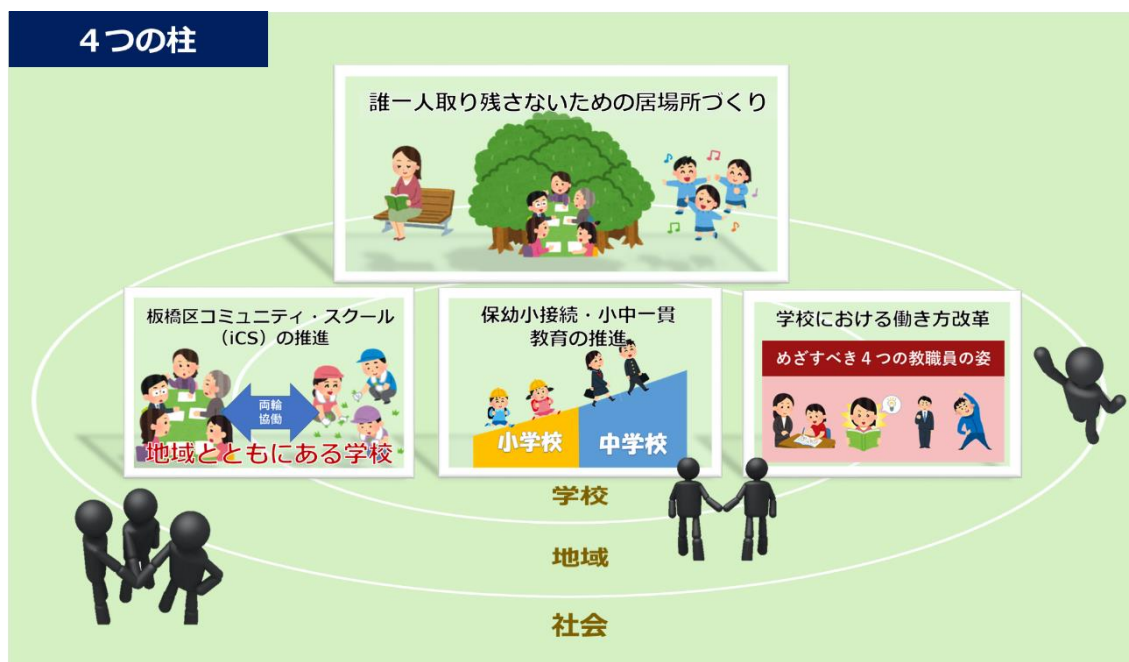 ４つの柱
誰一人取り残さないための居場所づくり
板橋区コミュニティ・スクール
（iCS）の推進
両輪
協働
地域とともにある学校
保幼小接続・小中一貫
教育の推進
小学校
中学校
学校における働き方改革
めざすべき４つの教職員の姿
学校
地域
社会